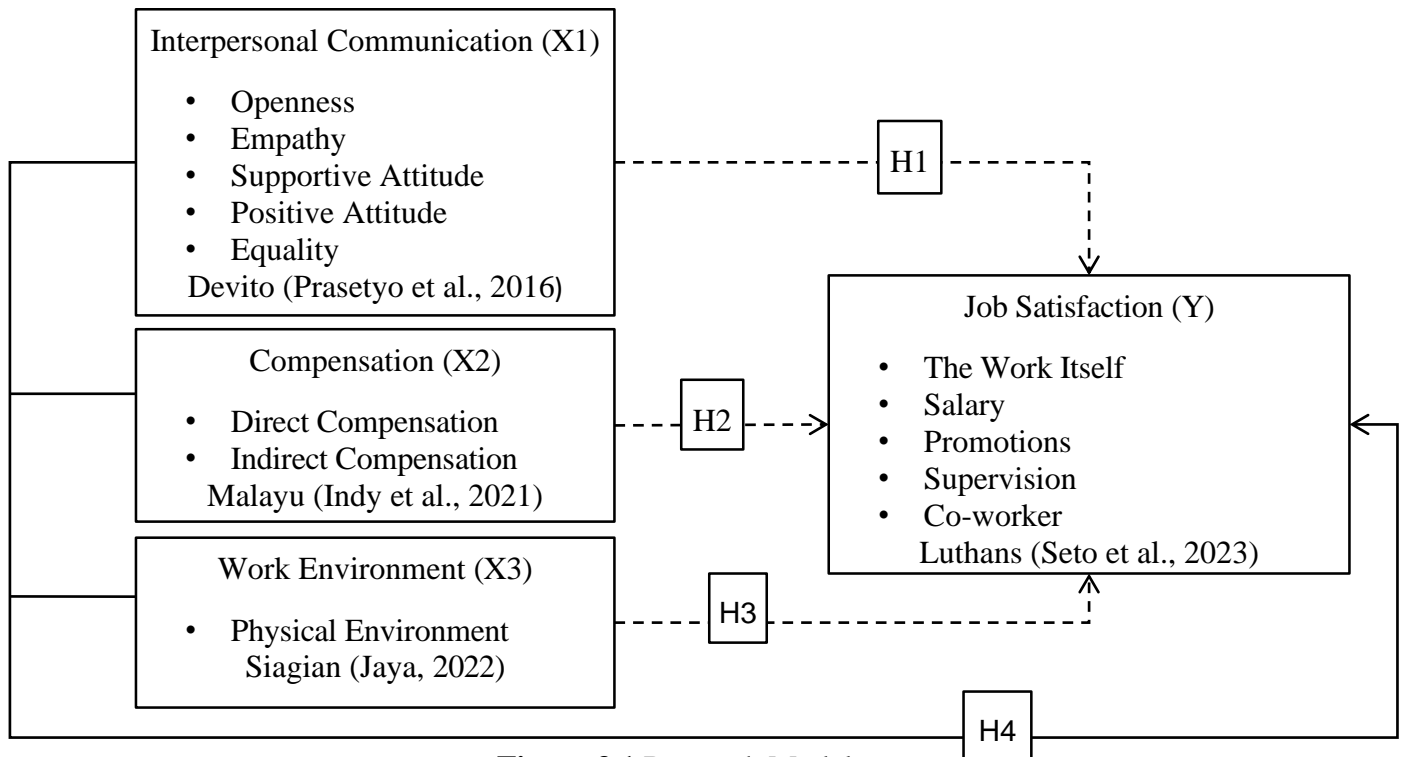 Interpersonal Communication (X1)
• Openness
• Empathy
• Supportive Attitude
• Positive Attitude
• Equality
Devito (Prasetyo et al., 2016)
H1
Compensation (X2)
• Direct Compensation
• Indirect Compensation
Malayu (Indy et al., 2021)
H2
Work Environment (X3)
• Physical Environment
Siagian (Jaya, 2022)
H3
Job Satisfaction (Y)
• The Work Itself
• Salary
• Promotions
• Supervision
• Co-worker
Luthans (Seto et al., 2023)
H4